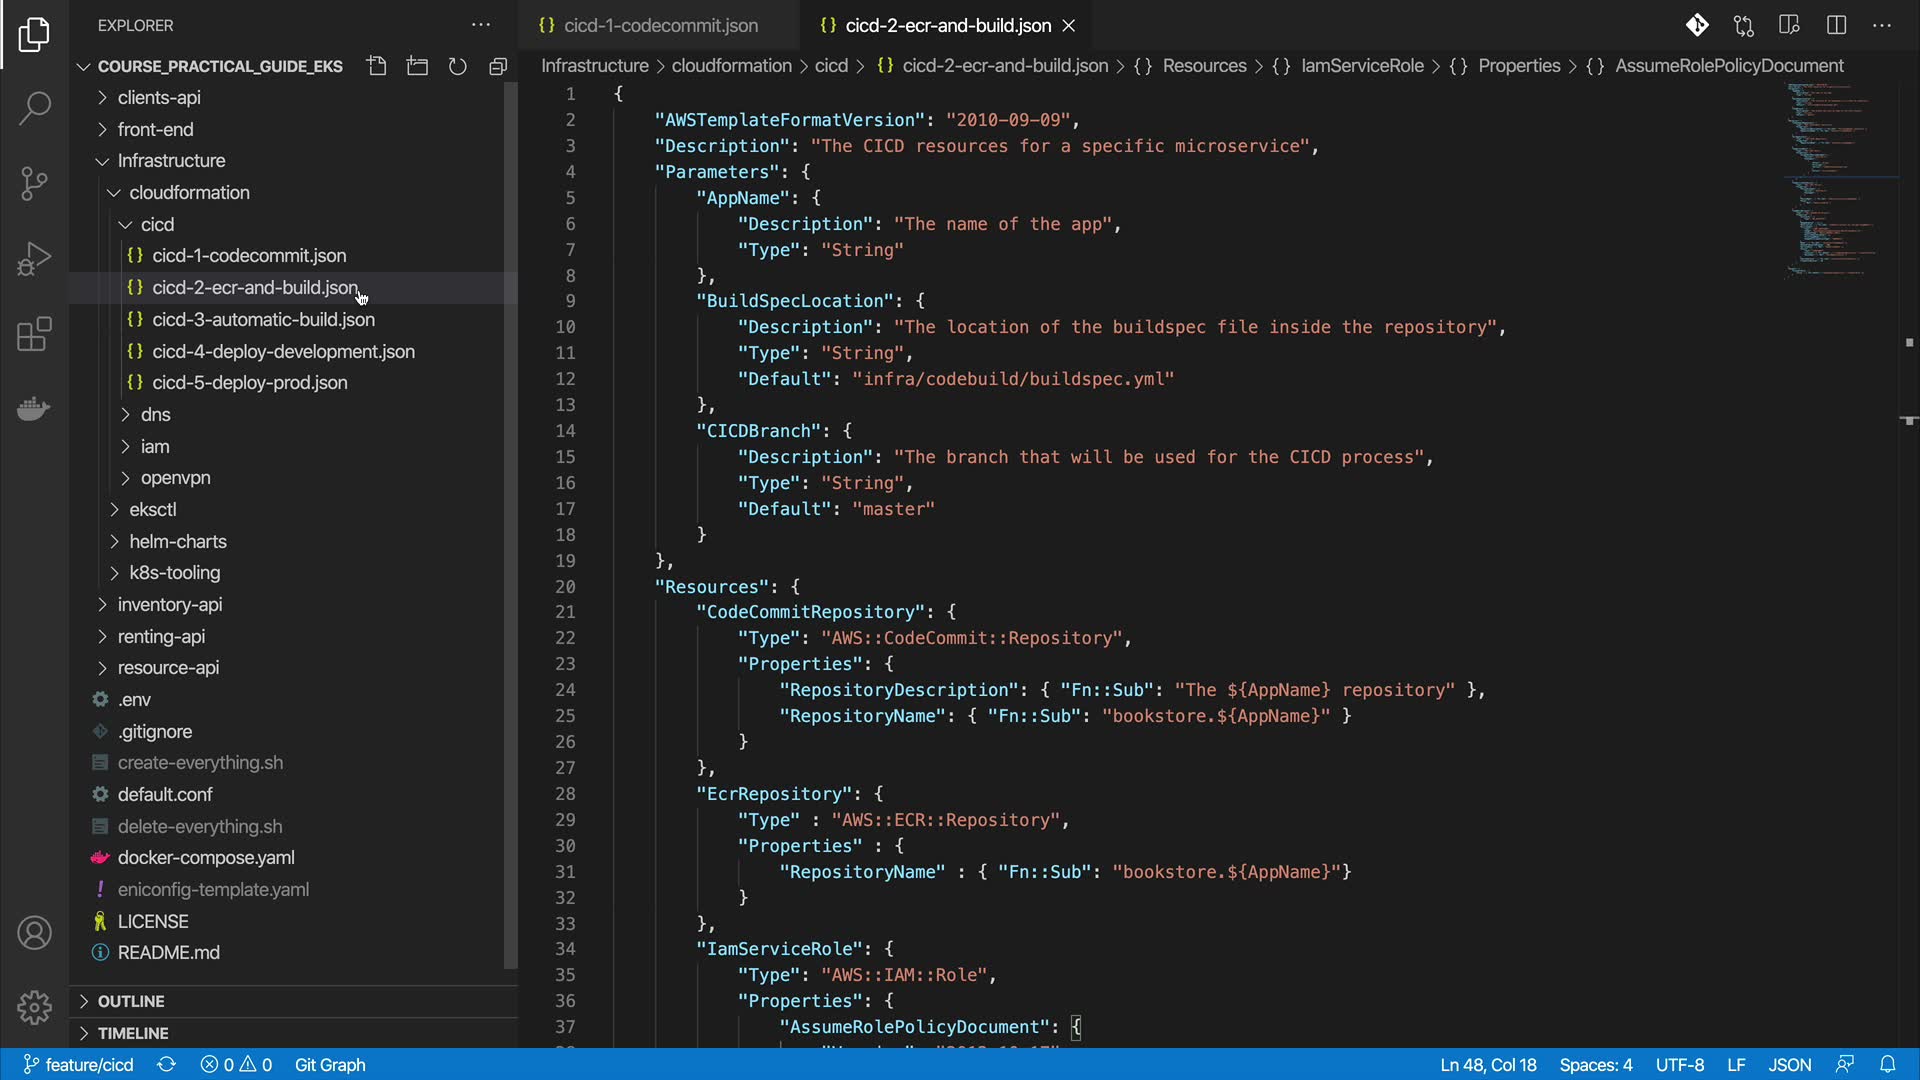 EXPLORER
COURSE_PRACTICAL_GUIDE_EKS
clients-api
front-end
Infrastructure
cloudformation
cicd
cicd-1-codecommit.json
cicd-2-ecr-and-build.json
cicd-3-automatic-build.json
cicd-4-deploy-development.json
cicd-5-deploy-prod.json
dns
iam
openvpn
eksctl
helm-charts
k8s-tooling
inventory-api
renting-api
resource-api
.env
.gitignore
create-everything.sh
default.conf
delete-everything.sh
docker-compose.yaml
! eniconfig-template.yaml
LICENSE
README.md
OUTLINE
TIMELINE
{} cicd-1-codecommit.json
{} cicd-2-ecr-and-build.json
Infrastructure > cloudformation > cicd > {} cicd-2-ecr-and-build.json > {} Resources > {} IamServiceRole > {} Properties > {} AssumeRolePolicyDocument
1 {
2 "AWSTemplateFormatVersion": "2010-09-09",
3 "Description": "The CICD resources for a specific microservice",
4 "Parameters": {
5 "AppName": {
6 "Description": "The name of the app",
7 "Type": "String"
8 },
9 "BuildSpecLocation": {
10 "Description": "The location of the buildspec file inside the repository",
11 "Type": "String",
12 "Default": "infra/codebuild/buildspec.yml"
13 },
14 "CICDBranch": {
15 "Description": "The branch that will be used for the CICD process",
16 "Type": "String",
17 "Default": "master"
18 }
19 },
20 "Resources": {
21 "CodeCommitRepository": {
22 "Type": "AWS::CodeCommit::Repository",
23 "Properties": {
24 "RepositoryDescription": { "Fn::Sub": "The ${AppName} repository" },
25 "RepositoryName": { "Fn::Sub": "bookstore.${AppName}" }
26 }
27 },
28 "EcrRepository": {
29 "Type" : "AWS::ECR::Repository",
30 "Properties" : {
31 "RepositoryName" : { "Fn::Sub": "bookstore.${AppName}"}
32 }
33 },
34 "IamServiceRole": {
35 "Type": "AWS::IAM::Role",
36 "Properties": {
37 "AssumeRolePolicyDocument": {
feature/cicd 0 0 Git Graph Ln 48, Col 18 Spaces: 4 UTF-8 LF JSON